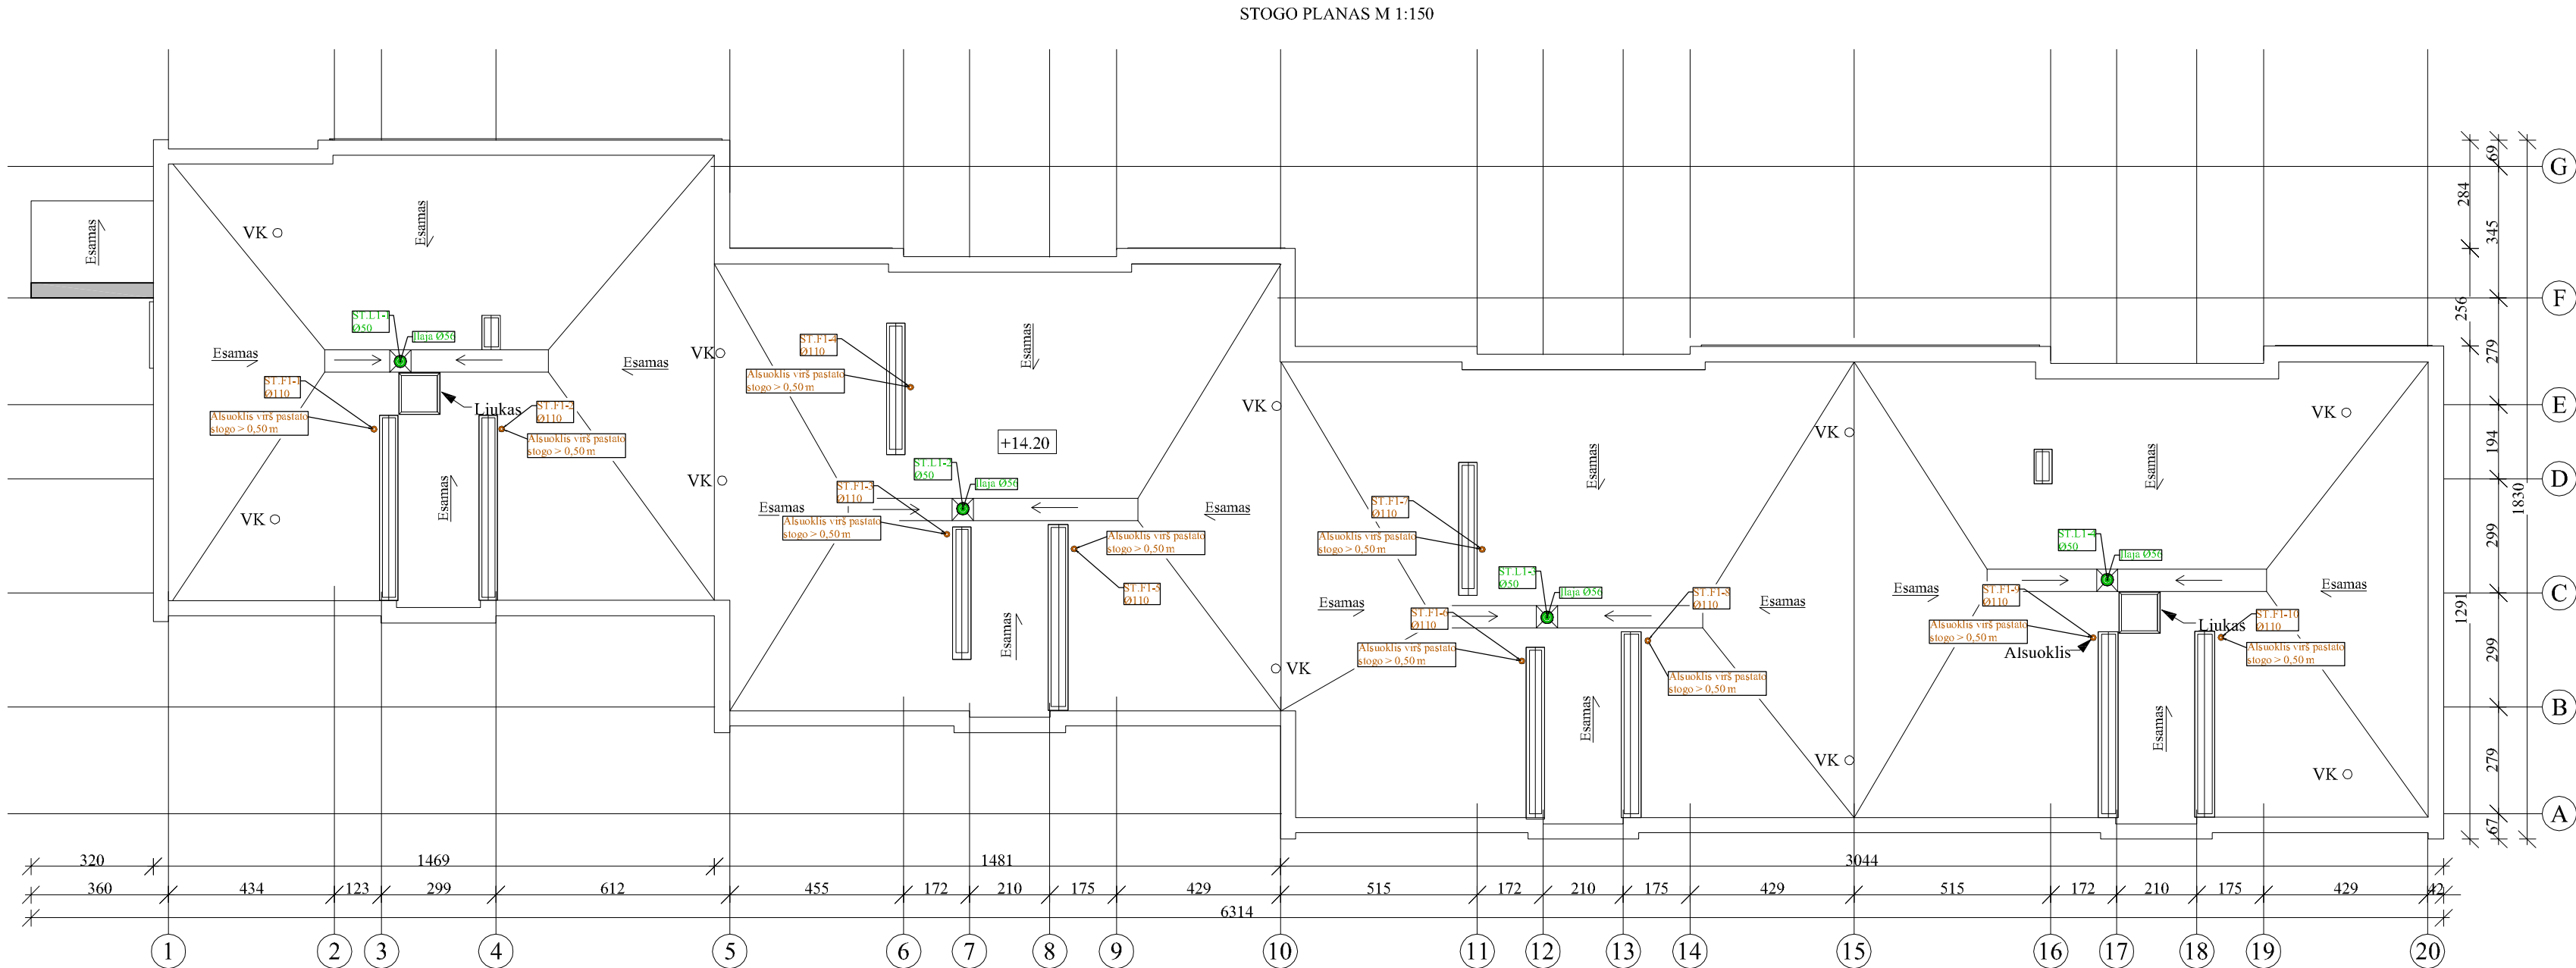 STOGO PLANAS M 1:150
G
69
284
345
Esamas
VK
Esamas
F
256
279
ST.L1-1
Ø50
Įlaja Ø56
Esamas
Esamas
VK
ST.F1-1
Ø110
Liukas
ST.F1-2
Ø110
Alsuoklis virš pastato
stogo > 0,50 m
Alsuoklis virš pastato
stogo > 0,50 m
VK
Esamas
VK
ST.F1-4
Ø110
Esamas
Alsuoklis virš pastato
stogo > 0,50 m
+14.20
VK
ST.L1-2
Ø50
Įlaja Ø56
ST.F1-3
Ø110
Esamas
Esamas
Alsuoklis virš pastato
stogo > 0,50 m
Alsuoklis virš pastato
stogo > 0,50 m
ST.F1-5
Ø110
Esamas
VK
VK
Esamas
ST.F1-7
Ø110
Alsuoklis virš pastato
stogo > 0,50 m
ST.L1-3
Ø50
Įlaja Ø56
ST.F1-8
Ø110
Esamas
Esamas
ST.F1-6
Ø110
Alsuoklis virš pastato
stogo > 0,50 m
Alsuoklis virš pastato
stogo > 0,50 m
Esamas
VK
VK
E
194
Esamas
D
1830
299
ST.L1-4
Ø50
Įlaja Ø56
Esamas
Esamas
ST.F1-9
Ø110
C
1291
ST.F1-10
Ø110
Liukas
Alsuoklis virš pastato
stogo > 0,50 m
Alsuoklis
Alsuoklis virš pastato
stogo > 0,50 m
299
B
Esamas
279
VK
A
67
320
1469
1481
3044
360
434
123
299
612
455
172
210
175
429
515
172
210
175
429
515
172
210
175
429
42
6314
1
2
3
4
5
6
7
8
9
10
11
12
13
14
15
16
17
18
19
20